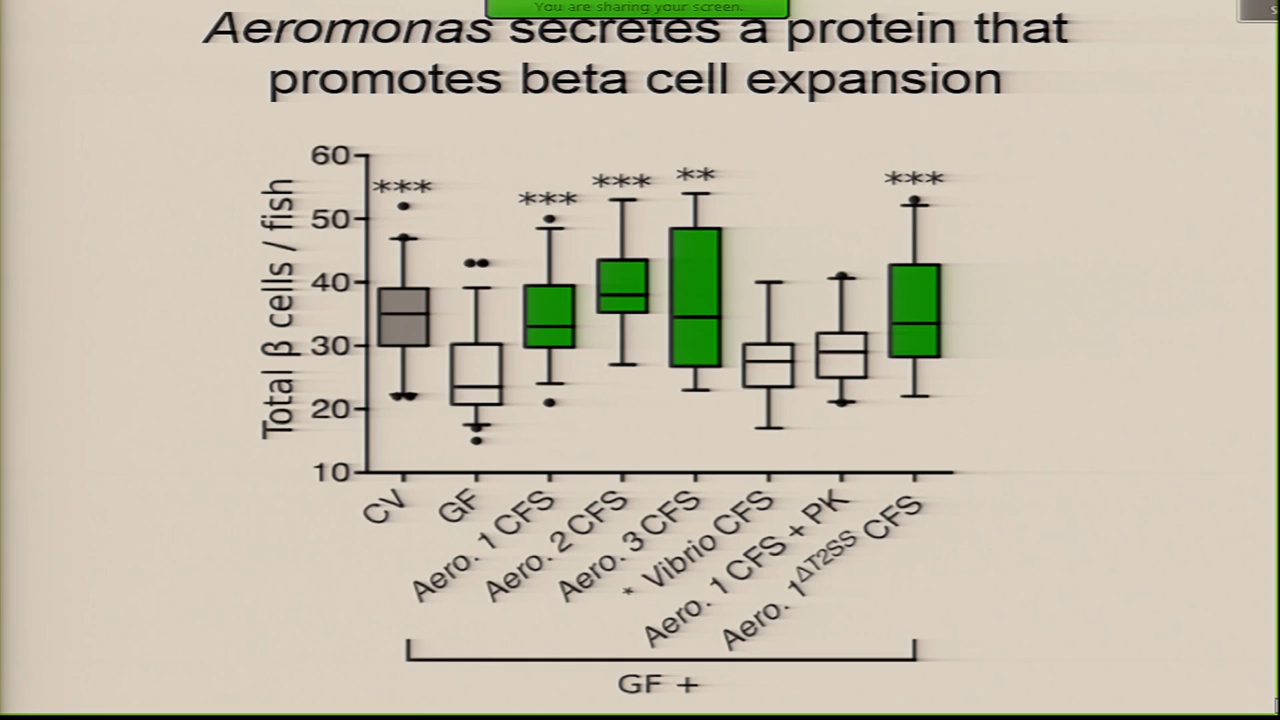 You are sharing your screen.
Aeromonas secretes a protein that
promotes beta cell expansion
Total β cells / fish
60
50
40
30
20
10
***
***
***
**
***
CV
GF
Aero. 1 CFS
Aero. 2 CFS
Aero. 3 CFS
* Vibrio CFS
Aero. 1 CFS + PK
Aero. 1ΔT2SS CFS
GF +